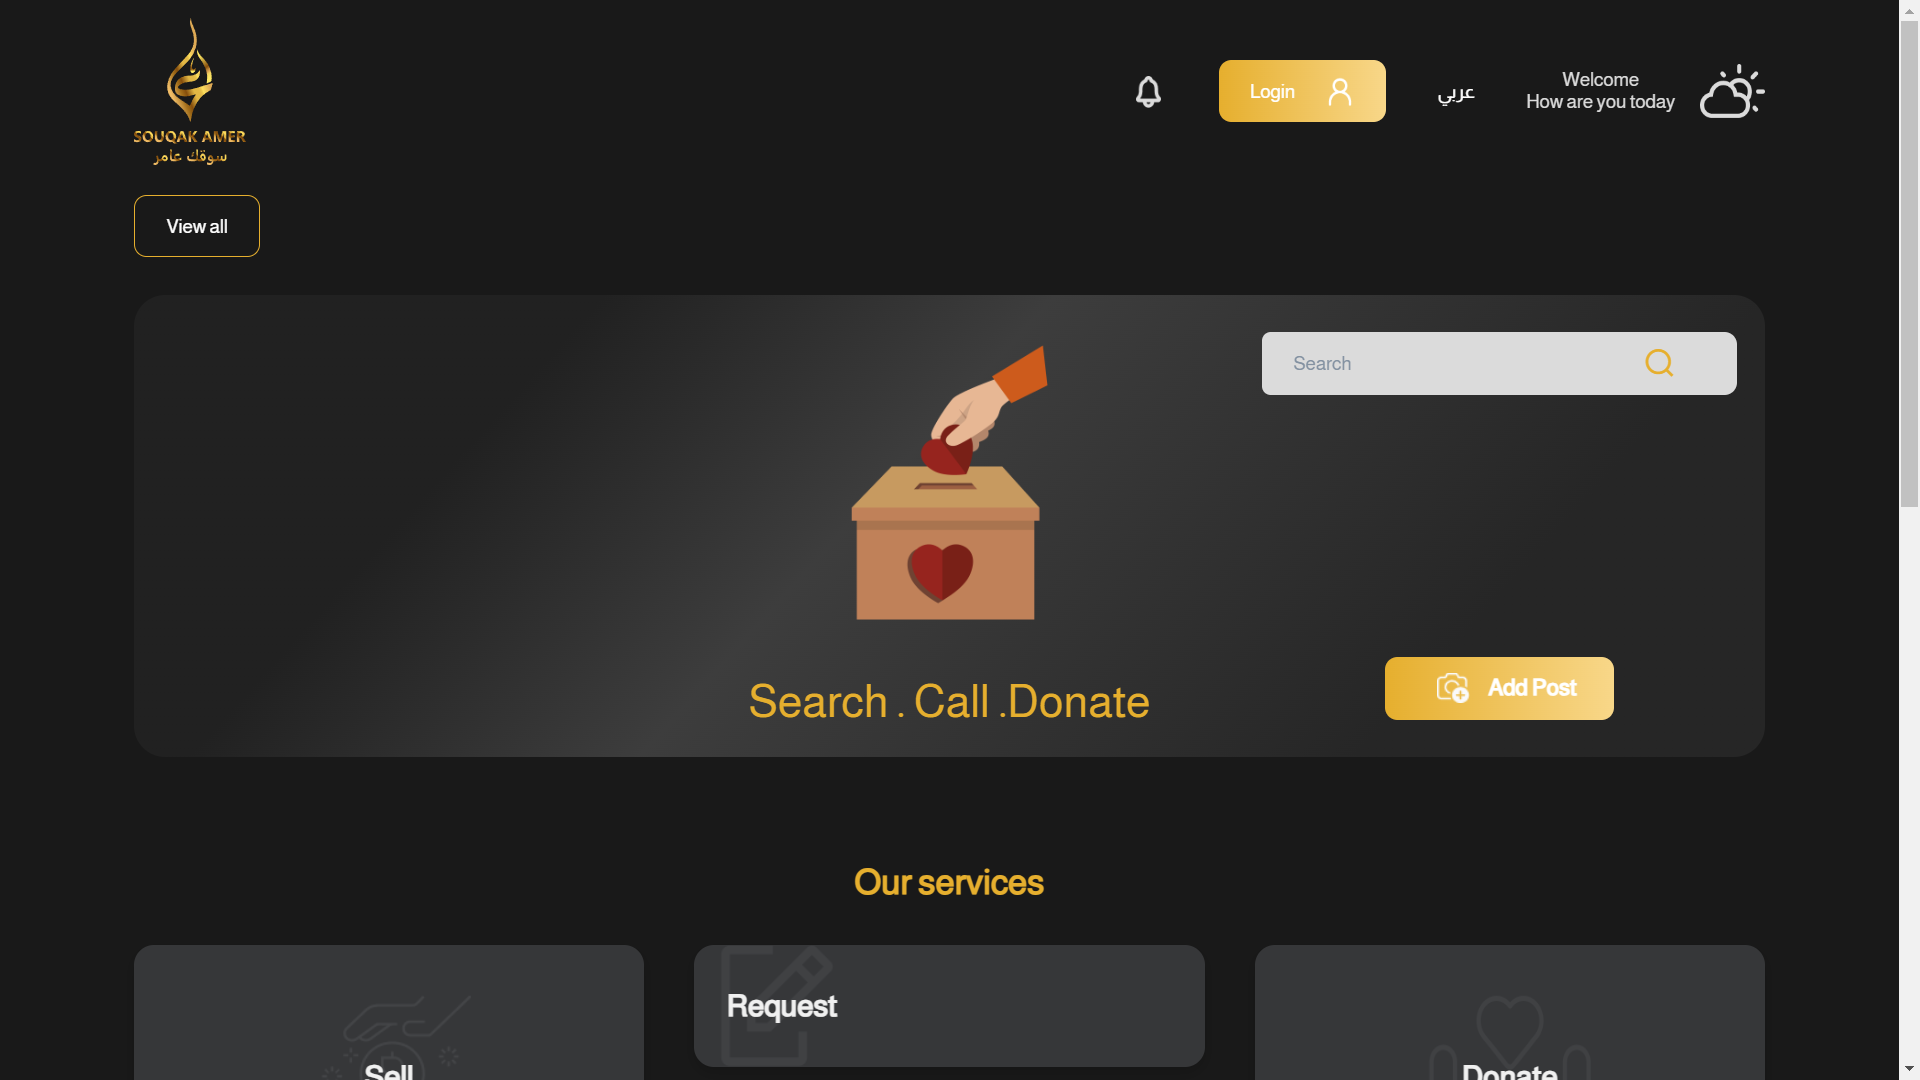 SOUQAK AMER
سوقك عامر
Login
عربي
Welcome
How are you today
View all
Search
Search . Call .Donate
Add Post
Our services
Request
Sell
Donate